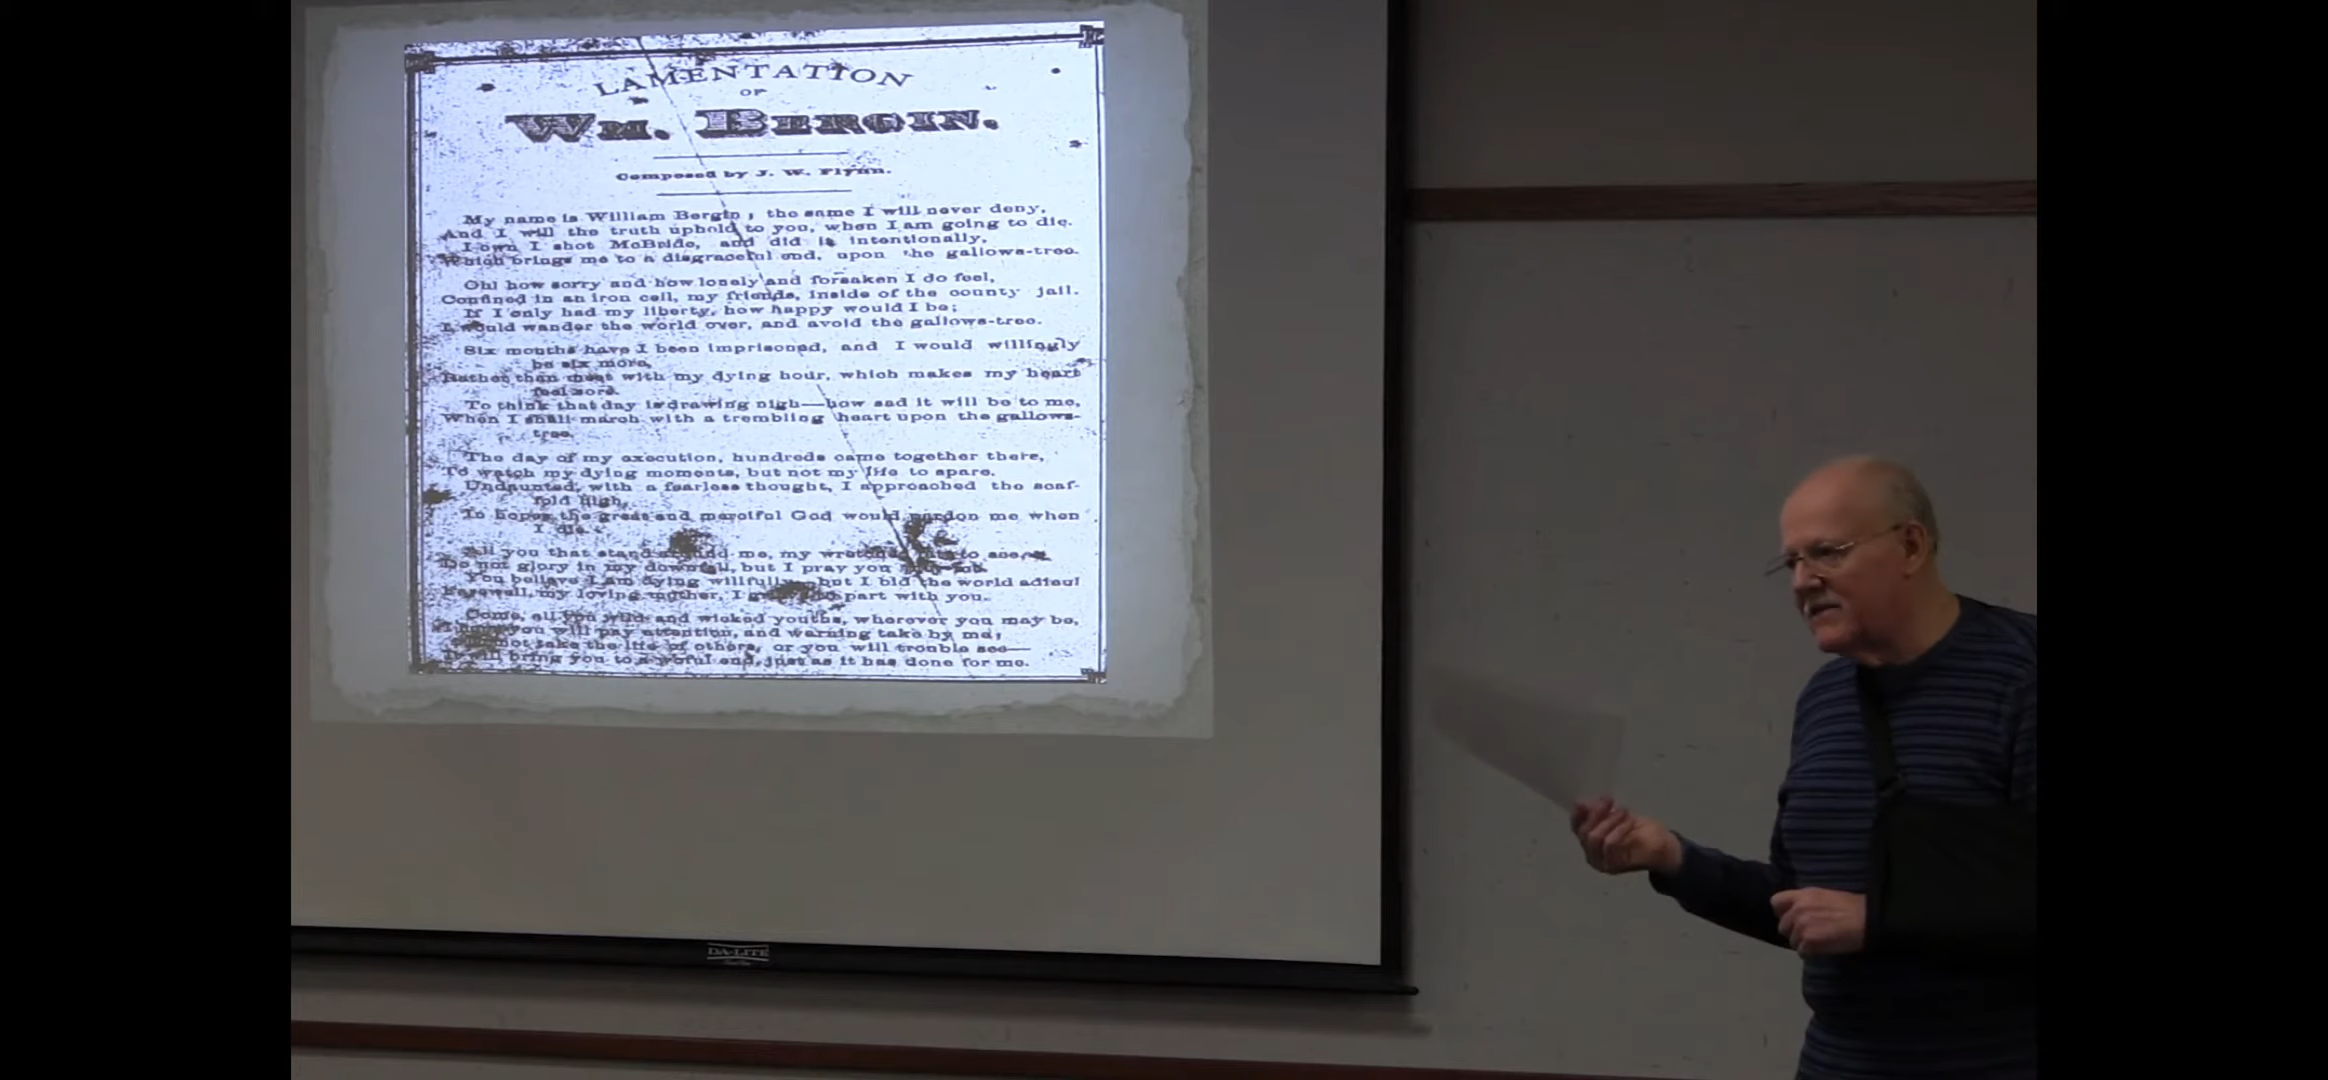 LAMENTATION
OF
WM. BERGIN.
Composed by J. W. Flynn.
My name is William Bergin, the same I will never deny,
And I will the truth uphold to you, when I am going to die.
I own I shot McBride, and did it intentionally,
Which brings me to a disgraceful end, upon the gallows-tree.
Oh! how sorry and how lonely and forsaken I do feel,
Confined in an iron cell, my friends, inside of the county jail.
If I only had my liberty, how happy would I be;
I would wander the world over, and avoid the gallows-tree.
Six months have I been imprisoned, and I would willingly
be six more,
Rather than meet with my dying hour, which makes my heart
feel sore.
To think that day is drawing nigh—how sad it will be to me,
When I shall march with a trembling heart upon the gallows-
tree.
The day of my execution, hundreds came together there,
To watch my dying moments, but not my life to spare.
Undaunted, with a fearless thought, I approached the scaf-
fold high,
In hopes the great and merciful God would pardon me when
I die.
All you that stand around me, my wretched to see,
Do not glory in my downfall, but I pray you
You believe I am dying willfully, but I bid the world adieu!
Farewell, my loving mother, I part with you.
Come, all you wild and wicked youths, wherever you may be,
you will pay attention, and warning take by me;
not take the life of others, or you will trouble see—
It will bring you to a woful end, just as it has done for me.
DA-LITE